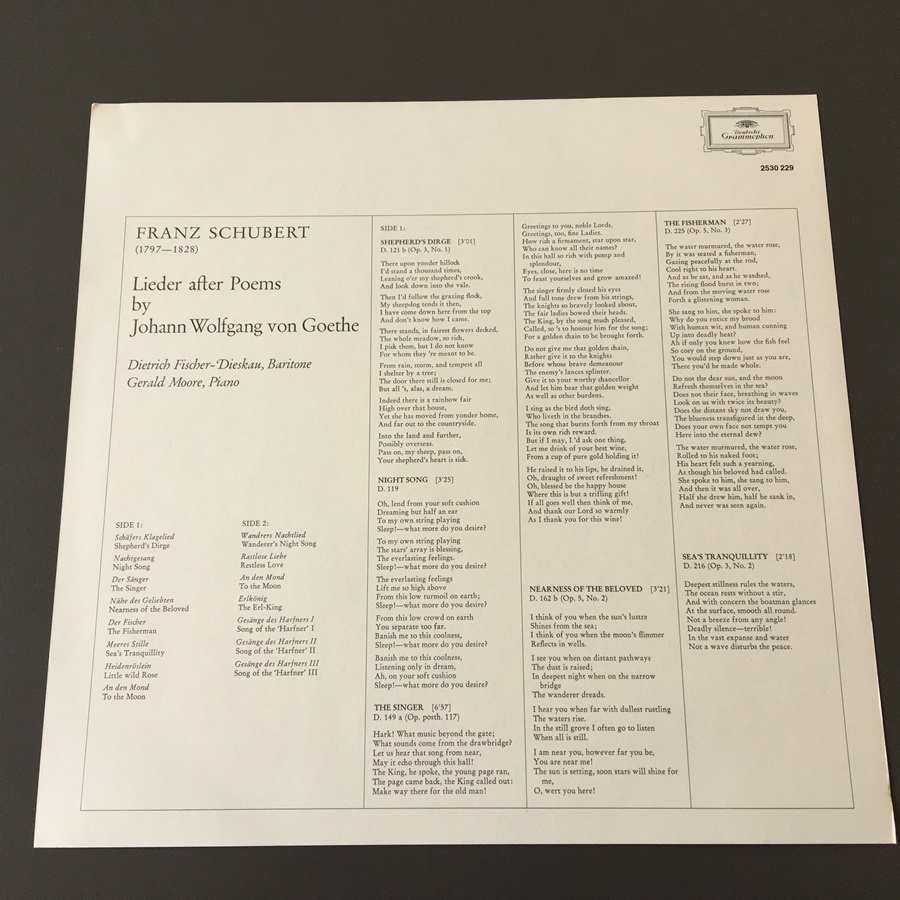 Deutsche
Grammophon
2530 229
FRANZ SCHUBERT
(1797—1828)
Lieder after Poems
by
Johann Wolfgang von Goethe
Dietrich Fischer-Dieskau, Baritone
Gerald Moore, Piano
SIDE 1:
Schäfers Klagelied
Shepherd's Dirge
Nachtgesang
Night Song
Der Sänger
The Singer
Nähe des Geliebten
Nearness of the Beloved
Der Fischer
The Fisherman
Meeres Stille
Sea's Tranquillity
Heidenröslein
Little wild Rose
An den Mond
To the Moon
SIDE 2:
Wandrers Nachtlied
Wanderer's Night Song
Rastlose Liebe
Restless Love
An den Mond
To the Moon
Erlkönig
The Erl-King
Gesänge des Harfners I
Song of the 'Harfner' I
Gesänge des Harfners II
Song of the 'Harfner' II
Gesänge des Harfners III
Song of the 'Harfner' III
SIDE 1:
SHEPHERD'S DIRGE [3'01]
D. 121 b (Op. 3, No. 1)
There upon yonder hillock
I'd stand a thousand times,
Leaning o'er my shepherd's crook,
And look down into the vale.
Then I'd follow the grazing flock,
My sheepdog tends it then,
I have come down here from the top
And don't know how I came.
There stands, in fairest flowers decked,
The whole meadow, so rich,
I pick them, but I do not know
For whom they 're meant to be.
From rain, storm, and tempest all
I shelter by a tree;
The door there still is closed for me;
But all 's, alas, a dream.
Indeed there is a rainbow fair
High over that house,
Yet she has moved from yonder home,
And far out to the countryside.
Into the land and further,
Possibly overseas.
Pass on, my sheep, pass on,
Your shepherd's heart is sick.
NIGHT SONG [3'25]
D. 119
Oh, lend from your soft cushion
Dreaming but half an ear
To my own string playing
Sleep!—what more do you desire?
To my own string playing
The stars' array is blessing,
The everlasting feelings.
Sleep!—what more do you desire?
The everlasting feelings
Lift me so high above
From this low turmoil on earth;
Sleep!—what more do you desire?
From this low crowd on earth
You separate too far.
Banish me to this coolness,
Sleep!—what more do you desire?
Banish me to this coolness,
Listening only in dream,
Ah, on your soft cushion
Sleep!—what more do you desire?
THE SINGER [6'57]
D. 149 a (Op. posth. 117)
Hark! What music beyond the gate;
What sounds come from the drawbridge?
Let us hear that song from near,
May it echo through this hall!
The King, he spoke, the young page ran,
The page came back, the King called out:
Make way there for the old man!
Greetings to you, noble Lords,
Greetings, too, fine Ladies.
How rich a firmament, star upon star,
Who can know all their names?
In this hall so rich with pomp and
splendour,
Eyes, close, here is no time
To feast yourselves and grow amazed!
The singer firmly closed his eyes
And full tone drew from his strings,
The knights so bravely looked about,
The fair ladies bowed their heads.
The King, by the song much pleased,
Called, so 's to honour him for the song;
For a golden chain to be brought forth.
Do not give me that golden chain,
Rather give it to the knights
Before whose brave demeanour
The enemy's lances splinter.
Give it to your worthy chancellor
And let him bear that golden weight
As well as other burdens.
I sing as the bird doth sing,
Who liveth in the branches.
The song that bursts forth from my throat
Is its own rich reward.
But if I may, I 'd ask one thing,
Let me drink of your best wine,
From a cup of pure gold holding it!
He raised it to his lips, he drained it,
Oh, draught of sweet refreshment!
Oh, blessed be the happy house
Where this is but a trifling gift!
If all goes well then think of me,
And thank our Lord so warmly
As I thank you for this wine!
NEARNESS OF THE BELOVED [3'21]
D. 162 b (Op. 5, No. 2)
I think of you when the sun's lustre
Shines from the sea;
I think of you when the moon's flimmer
Reflects in wells.
I see you when on distant pathways
The dust is raised;
In deepest night when on the narrow
bridge
The wanderer dreads.
I hear you when far with dullest rustling
The waters rise.
In the still grove I often go to listen
When all is still.
I am near you, however far you be,
You are near me!
The sun is setting, soon stars will shine for
me,
O, wert you here!
THE FISHERMAN [2'27]
D. 225 (Op. 5, No. 3)
The water murmured, the water rose,
By it was seated a fisherman,
Gazing peacefully at the rod,
Cool right to his heart.
And as he sat, and as he watched,
The rising flood burst in two;
And from the moving water rose
Forth a glistening woman.
She sang to him, she spoke to him:
Why do you entice my brood
With human wit, and human cunning
Up into deadly heat?
Ah if only you knew how the fish feel
So cosy on the ground,
You would step down just as you are,
There you'd be made whole.
Do not the dear sun, and the moon
Refresh themselves in the sea?
Does not their face, breathing in waves
Look on us with twice its beauty?
Does the distant sky not draw you,
The blueness transfigured in the deep,
Does your own face not tempt you
Here into the eternal dew?
The water murmured, the water rose,
Rolled to his naked foot;
His heart felt such a yearning,
As though his beloved had called.
She spoke to him, she sang to him,
And then it was all over,
Half she drew him, half he sank in,
And never was seen again.
SEA'S TRANQUILLITY [2'18]
D. 216 (Op. 3, No. 2)
Deepest stillness rules the waters,
The ocean rests without a stir,
And with concern the boatman glances
At the surface, smooth all round.
Not a breeze from any angle!
Deadly silence—terrible!
In the vast expanse and water
Not a wave disturbs the peace.